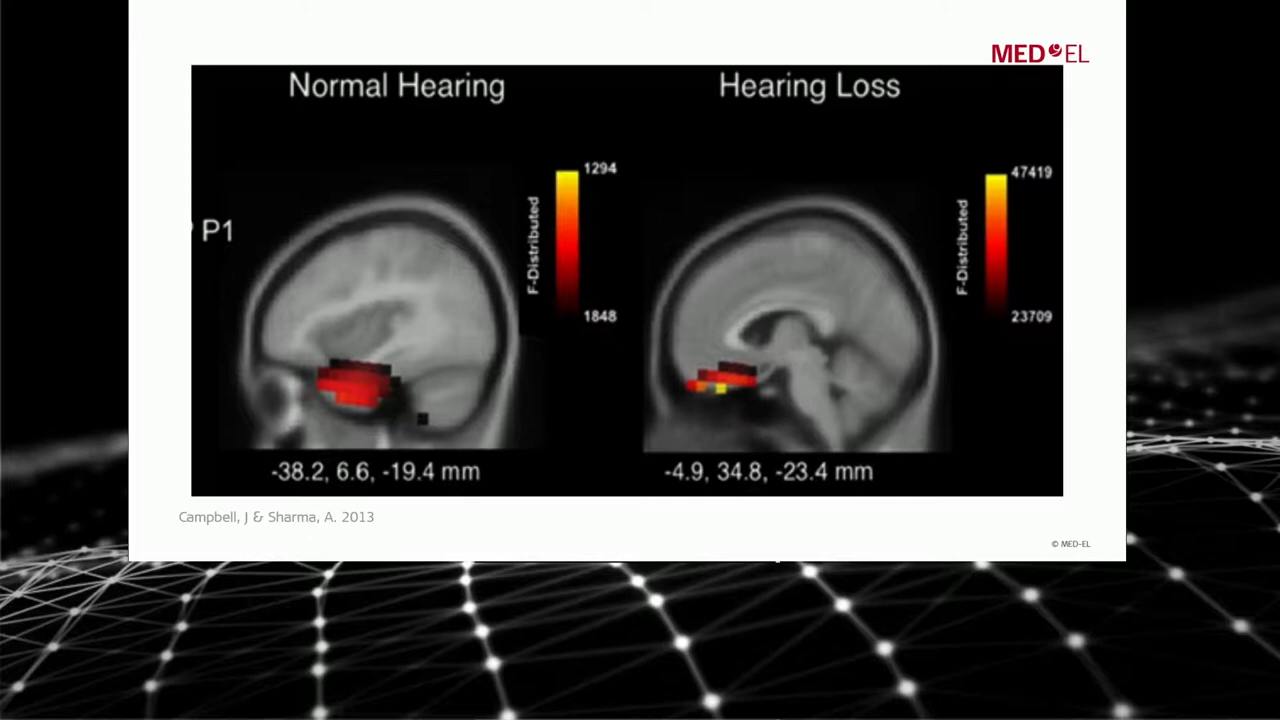 MED EL
Normal Hearing
Hearing Loss
1294
47419
F-Distributed
F-Distributed
P1
1848
23709
-38.2, 6.6, -19.4 mm
-4.9, 34.8, -23.4 mm
Campbell, J & Sharma, A. 2013
© MED-EL